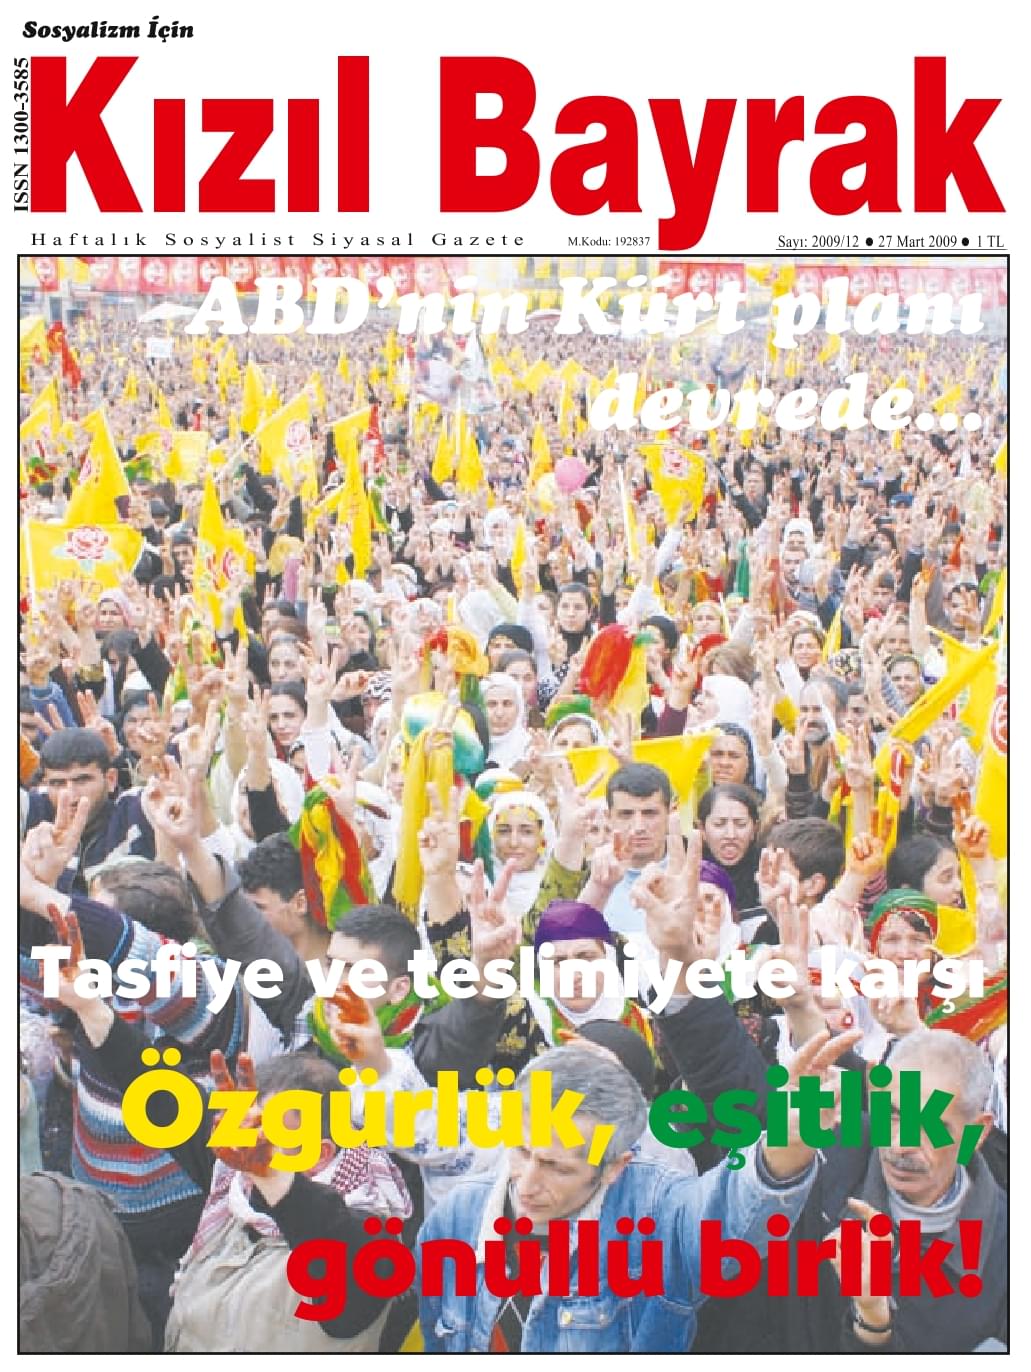 Sosyalizm İçin
ISSN 1300-3585
Kızıl Bayrak
Haftalık Sosyalist Siyasal Gazete
M.Kodu: 192837
Sayı: 2009/12 ● 27 Mart 2009 ● 1 TL
ABD'nin Kürt planı
devrede...
Tasfiye ve teslimiyete karşı
Özgürlük, eşitlik,
gönüllü birlik!